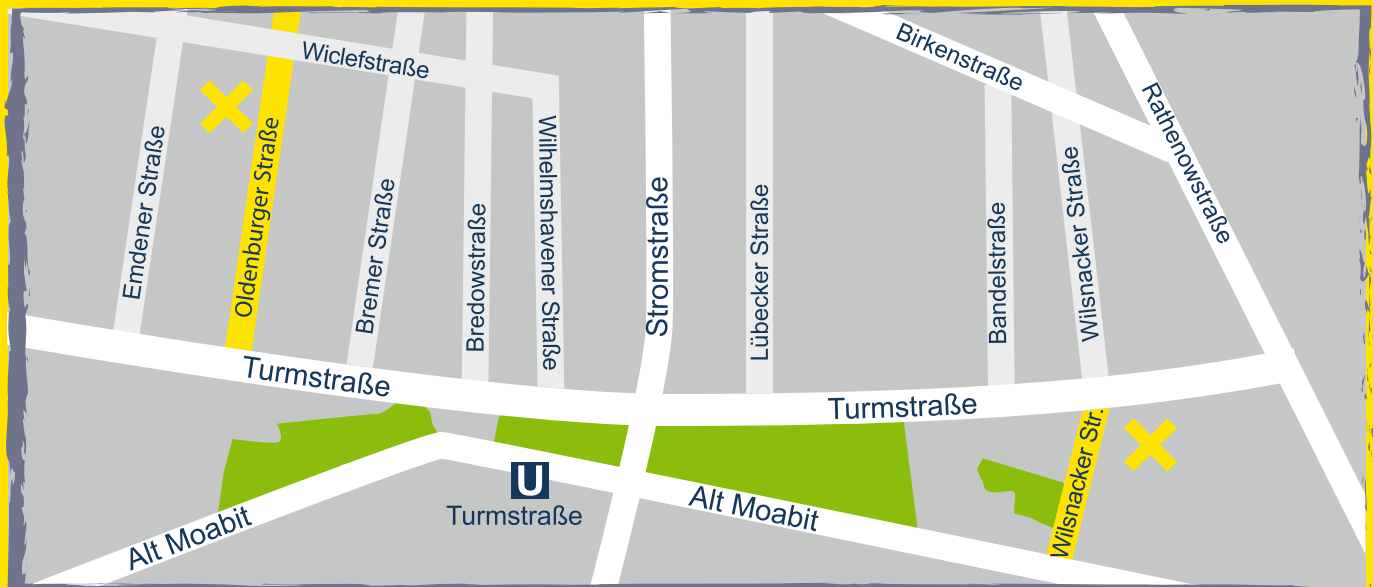 Wiclefstraße
Birkenstraße
Rathenowstraße
Emdener Straße
Oldenburger Straße
Bremer Straße
Bredowstraße
Wilhelmshavener Straße
Stromstraße
Lübecker Straße
Bandelstraße
Wilsnacker Straße
Turmstraße
Turmstraße
Wilsnacker Str.
U
Turmstraße
Alt Moabit
Alt Moabit